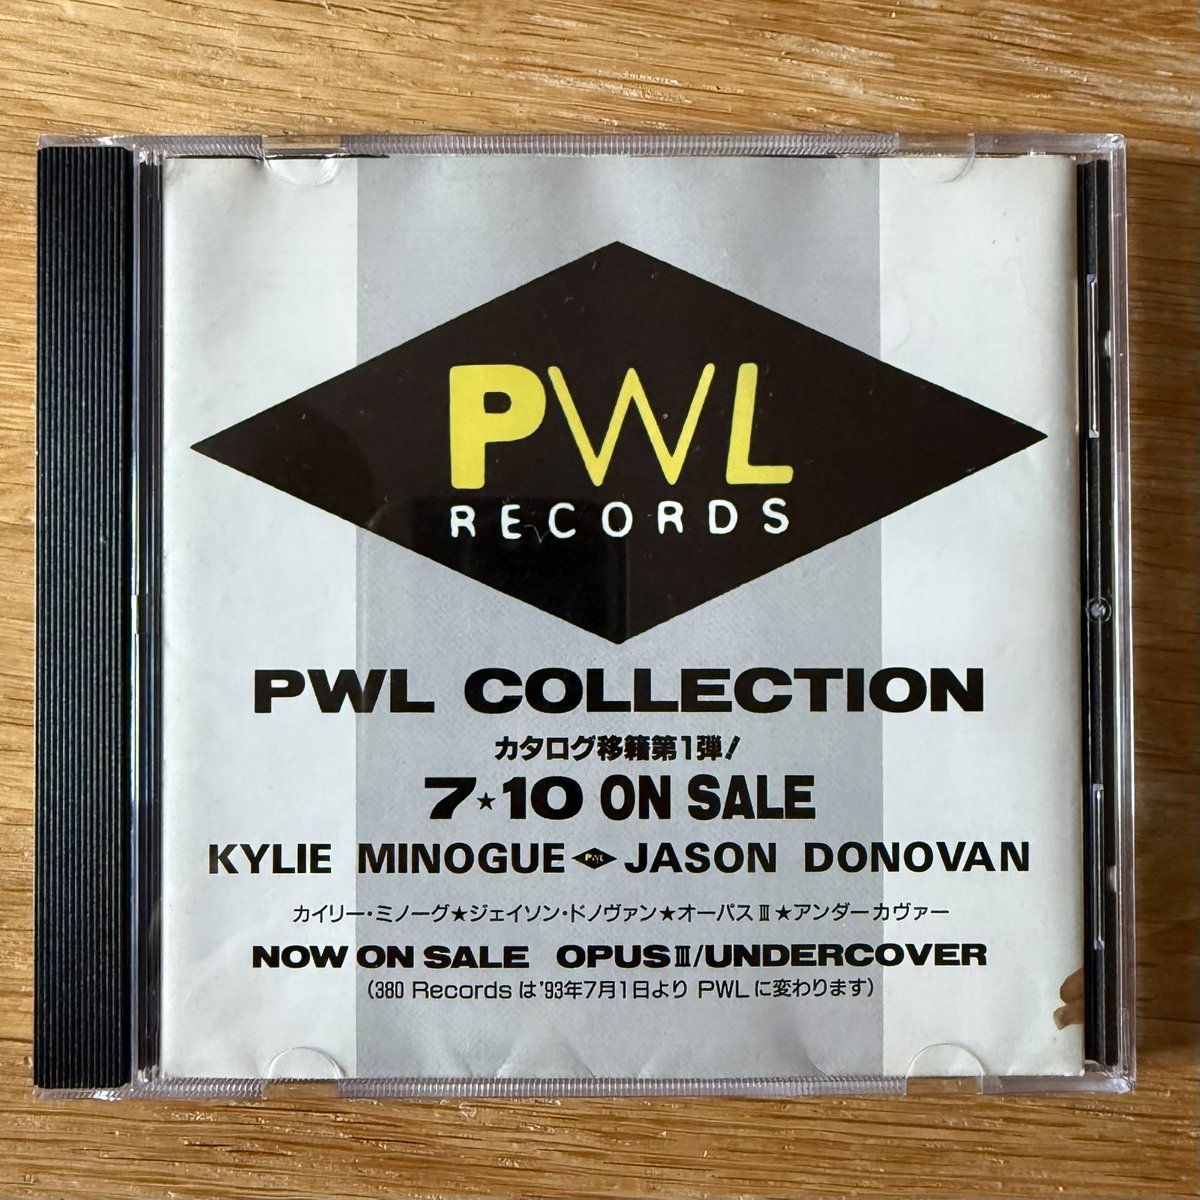 PWL
RECORDS
PWL COLLECTION
カタログ移籍第1弾!
7★10 ON SALE
KYLIE MINOGUE PWL JASON DONOVAN
カイリー・ミノーグ★ジェイソン・ドノヴァン★オーパスⅢ★アンダーカヴァー
NOW ON SALE OPUSⅢ/UNDERCOVER
(380 Recordsは'93年7月1日より PWLに変わります)